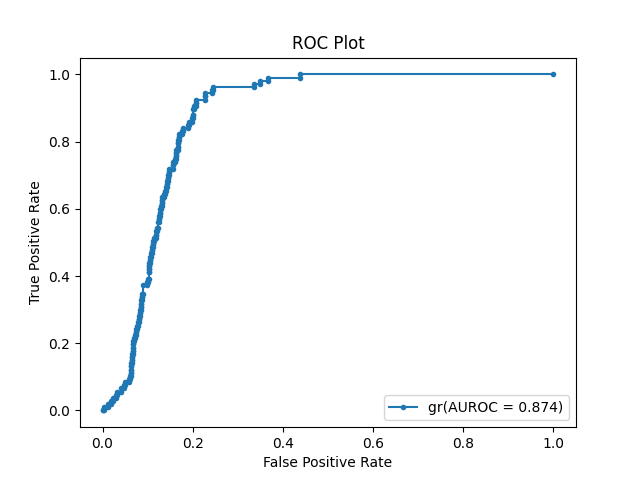 ROC Plot
1.0
0.8
0.6
0.4
0.2
0.0
True Positive Rate
0.0 0.2 0.4 0.6 0.8 1.0
False Positive Rate
gr(AUROC = 0.874)